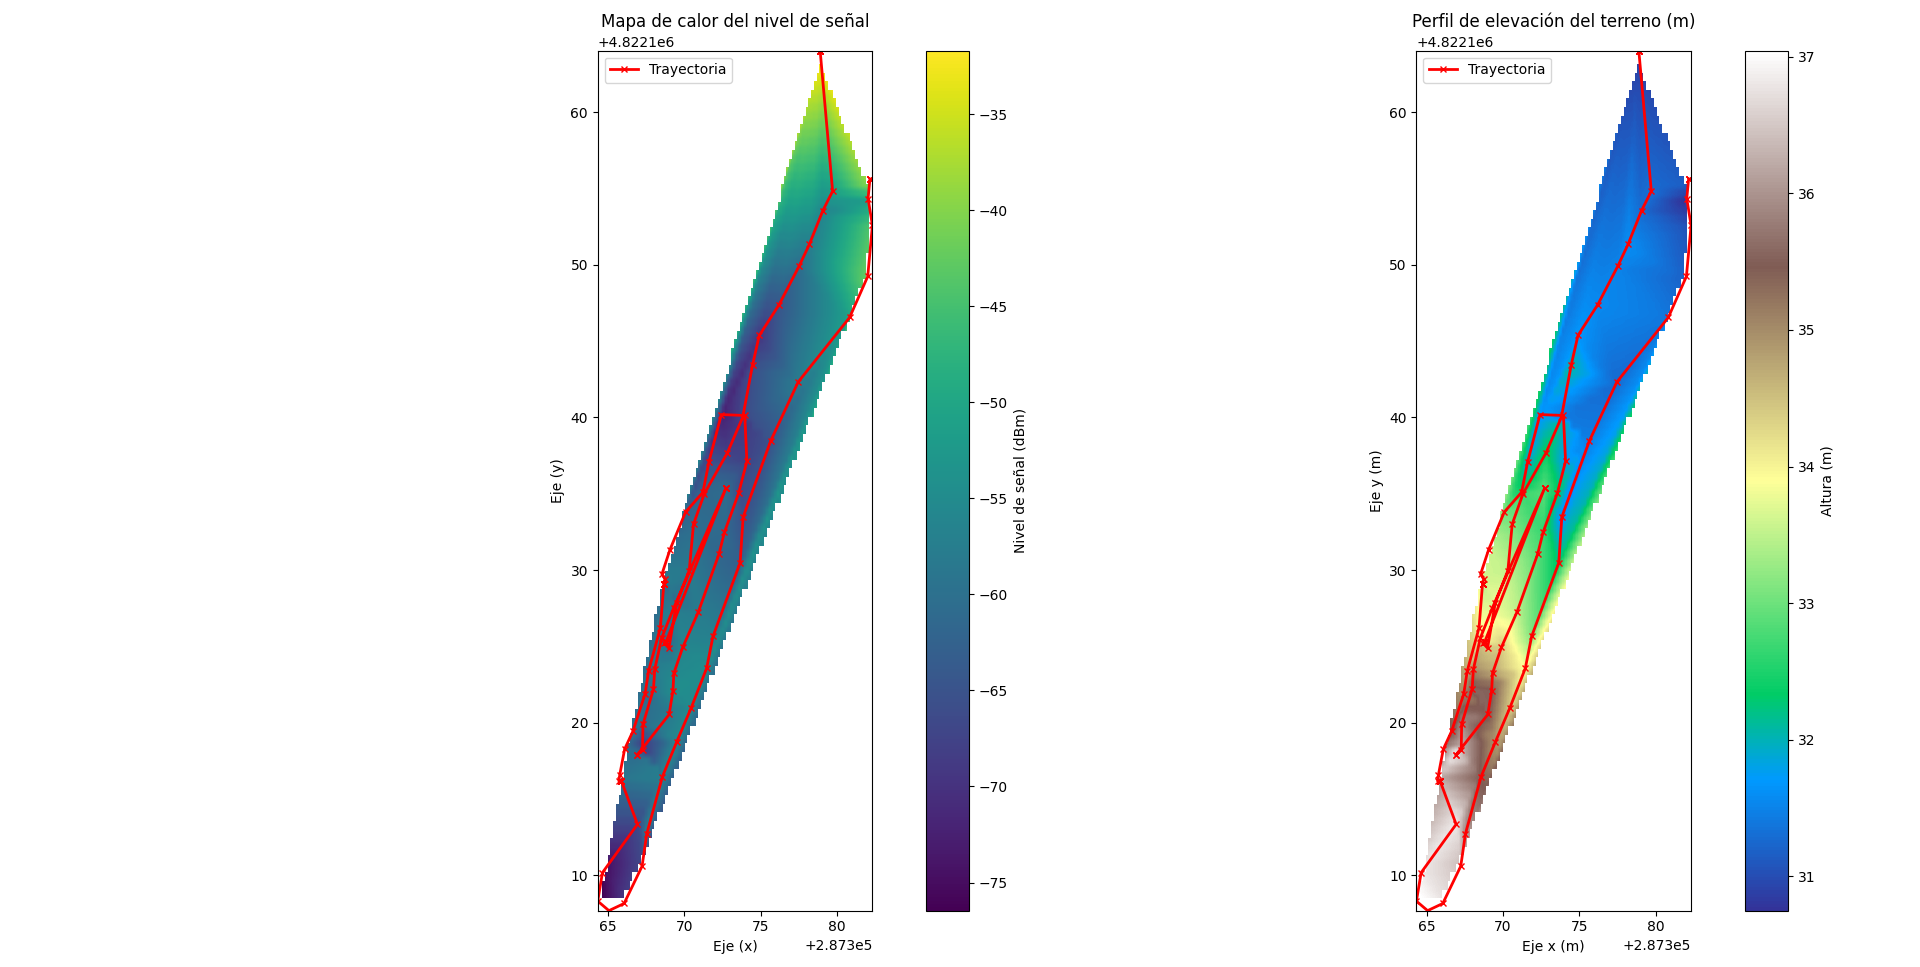 Mapa de calor del nivel de señal
+4.8221e6
Trayectoria
60
50
40
30
20
10
Eje (y)
65 70 75 80
Eje (x)
+2.873e5
−35
−40
−45
−50
−55
−60
−65
−70
−75
Nivel de señal (dBm)
Perfil de elevación del terreno (m)
+4.8221e6
Trayectoria
60
50
40
30
20
10
Eje y (m)
65 70 75 80
Eje x (m)
+2.873e5
37
36
35
34
33
32
31
Altura (m)